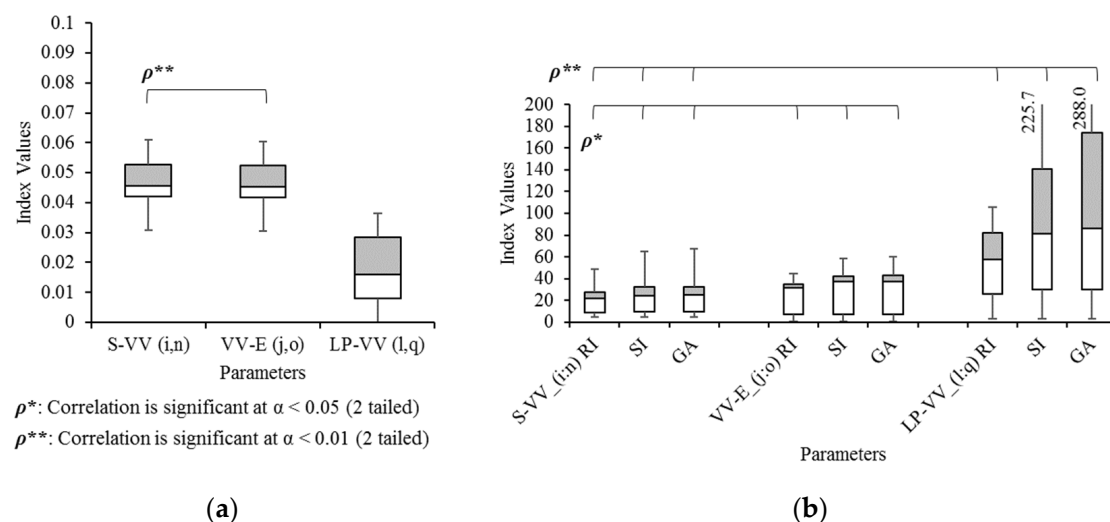 0.1
0.09
0.08
0.07
0.06
0.05
0.04
0.03
0.02
0.01
0
Index Values
ρ**
S-VV (i,n) VV-E (j,o) LP-VV (l,q)
Parameters
ρ*: Correlation is significant at α < 0.05 (2 tailed)
ρ**: Correlation is significant at α < 0.01 (2 tailed)
(a)
ρ**
200
180
160
140
120
100
80
60
40
20
0
Index Values
ρ*
225.7
288.0
S-VV_(i:n) RI
SI
GA
VV-E_(j:o) RI
SI
GA
LP-VV_(l:q) RI
SI
GA
Parameters
(b)